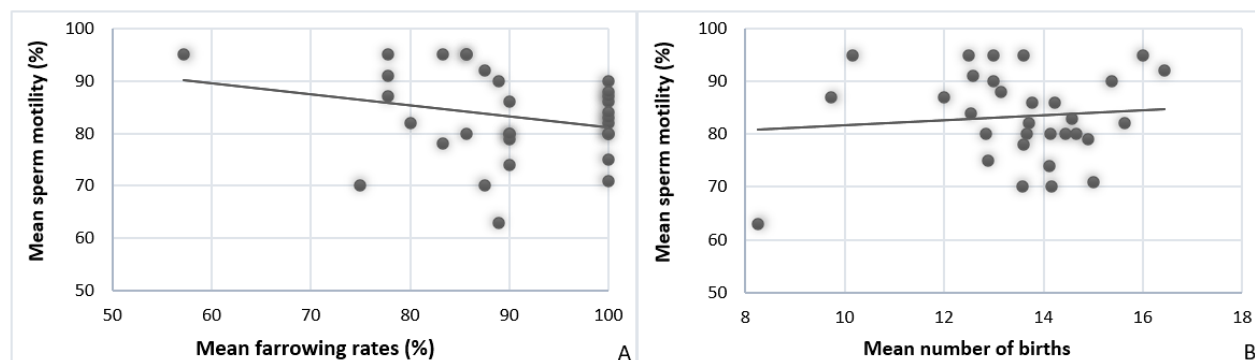 Mean sperm motility (%)
100
90
80
70
60
50
50 60 70 80 90 100
Mean farrowing rates (%)
A
Mean sperm motility (%)
100
90
80
70
60
50
8 10 12 14 16 18
Mean number of births
B